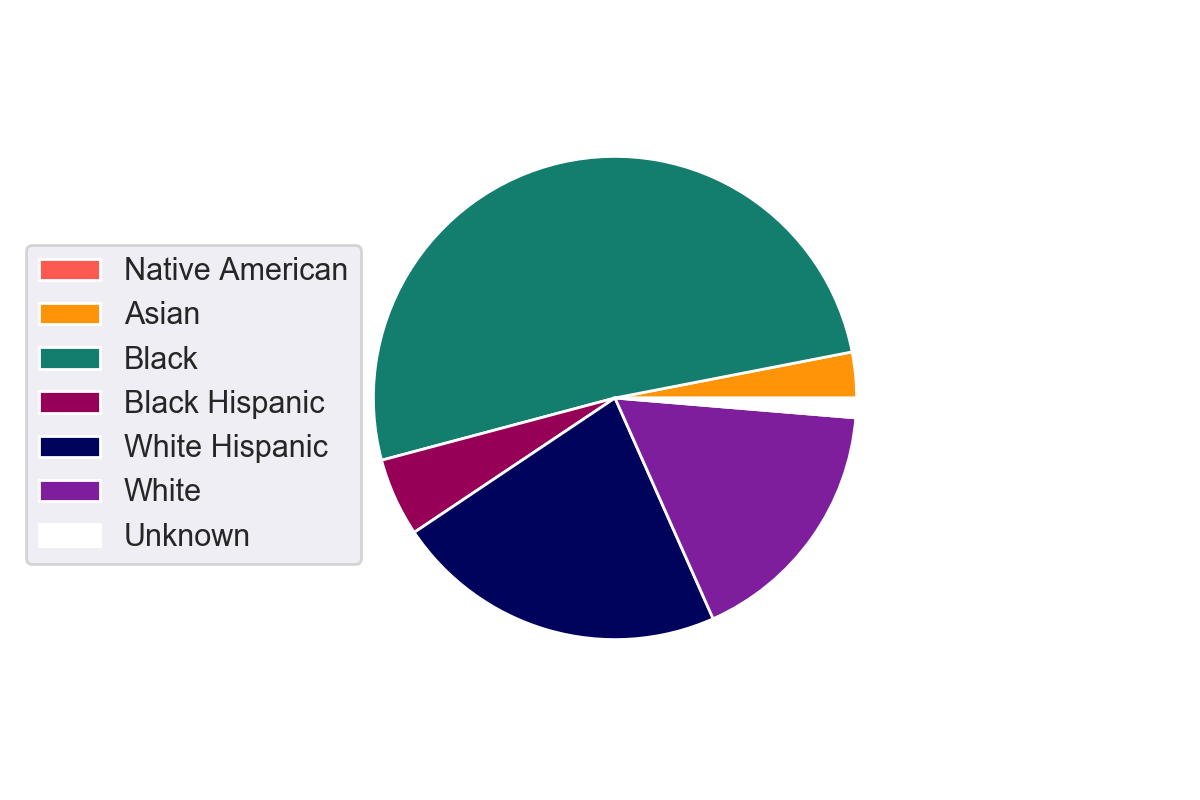 Native American
Asian
Black
Black Hispanic
White Hispanic
White
Unknown